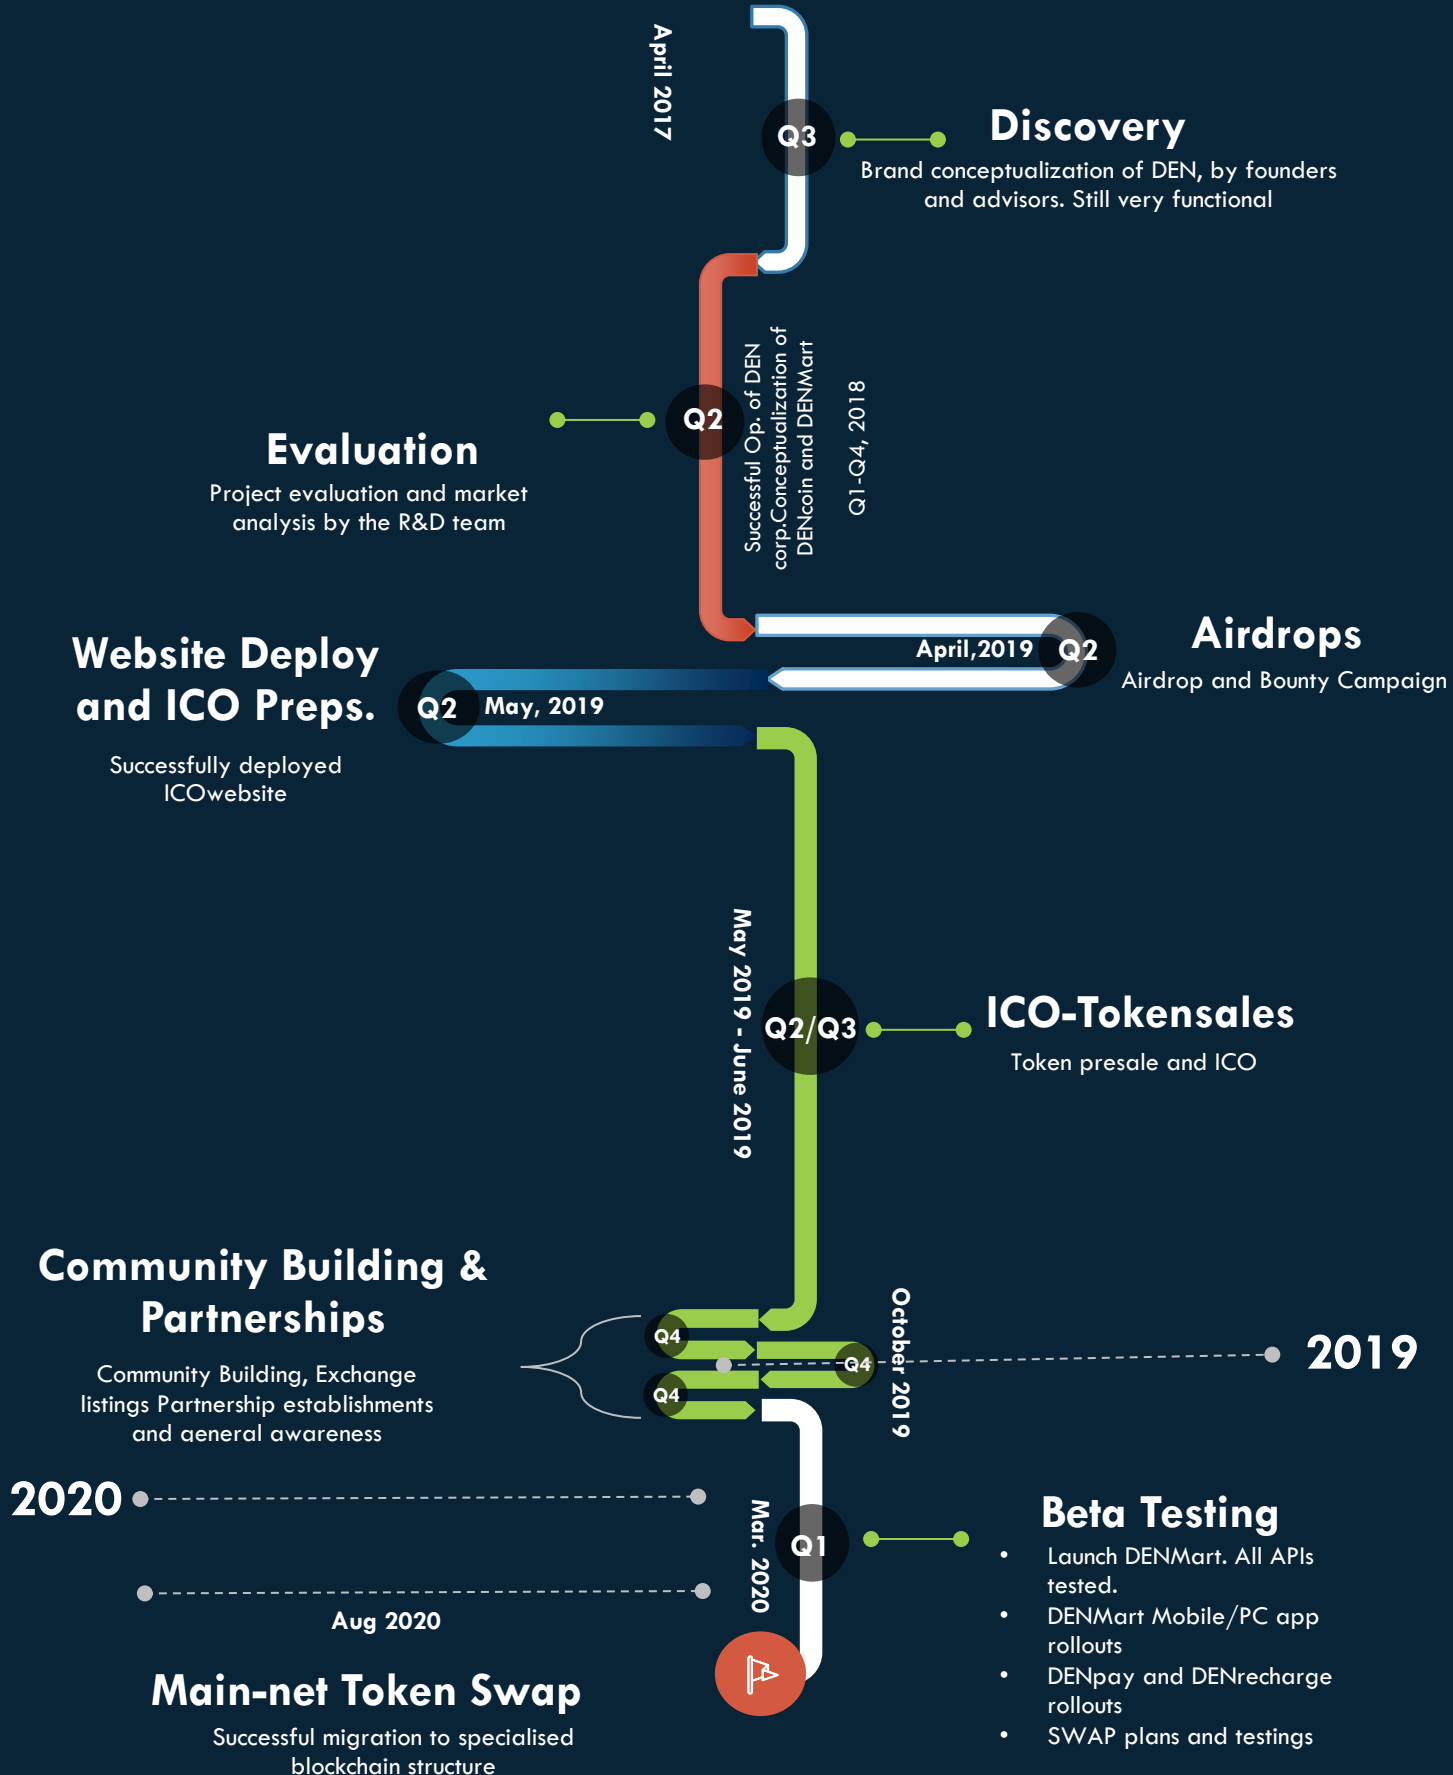 April 2017
Q3
Discovery
Brand conceptualization of DEN, by founders
and advisors. Still very functional
Q2
Successful Op. of DEN
corp.Conceptualization of
DENcoin and DENMart
Q1-Q4, 2018
Evaluation
Project evaluation and market
analysis by the R&D team
April,2019
Q2
Airdrops
Airdrop and Bounty Campaign
Website Deploy
and ICO Preps.
Q2
May, 2019
Successfully deployed
ICOwebsite
May 2019 - June 2019
Q2/Q3
ICO-Tokensales
Token presale and ICO
Community Building &
Partnerships
Community Building, Exchange
listings Partnership establishments
and general awareness
Q4
Q4
Q4
October 2019
2019
2020
Mar. 2020
Q1
Beta Testing
• Launch DENMart. All APIs
tested.
• DENMart Mobile/PC app
rollouts
• DENpay and DENrecharge
rollouts
• SWAP plans and testings
Aug 2020
Main-net Token Swap
Successful migration to specialised
blockchain structure